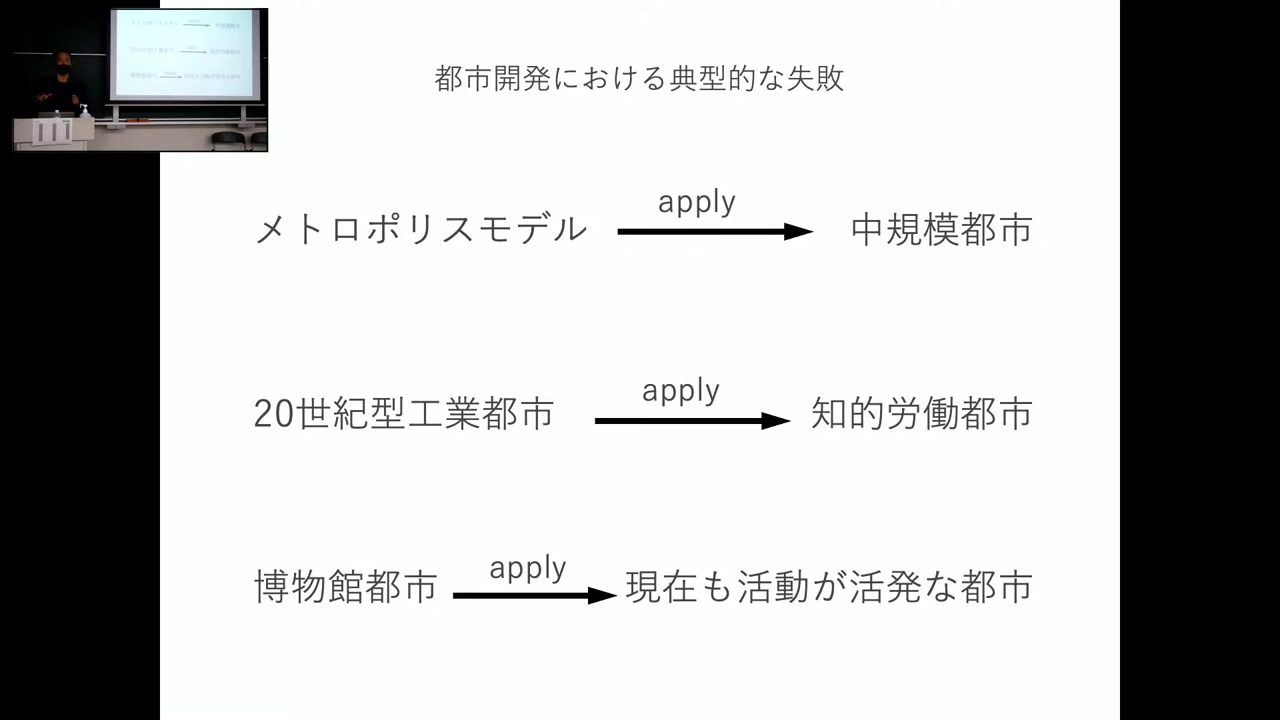 都市開発における典型的な失敗
メトロポリスモデル apply 中規模都市
20世紀型工業都市 apply 知的労働都市
博物館都市 apply 現在も活動が活発な都市